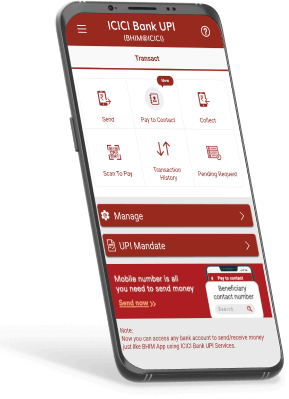 ICICI Bank UPI
(BHIM@ICICI)
Transact
New
Send
Pay to Contact
Collect
Scan To Pay
Transaction
History
Pending Request
Manage
UPI Mandate
Mobile number is all
you need to send money
Send now >>
Pay to contact
Beneficiary
contact number
Search
Note:
Now you can access any bank account to send/receive money
just like BHIM App using ICICI Bank UPI Services.